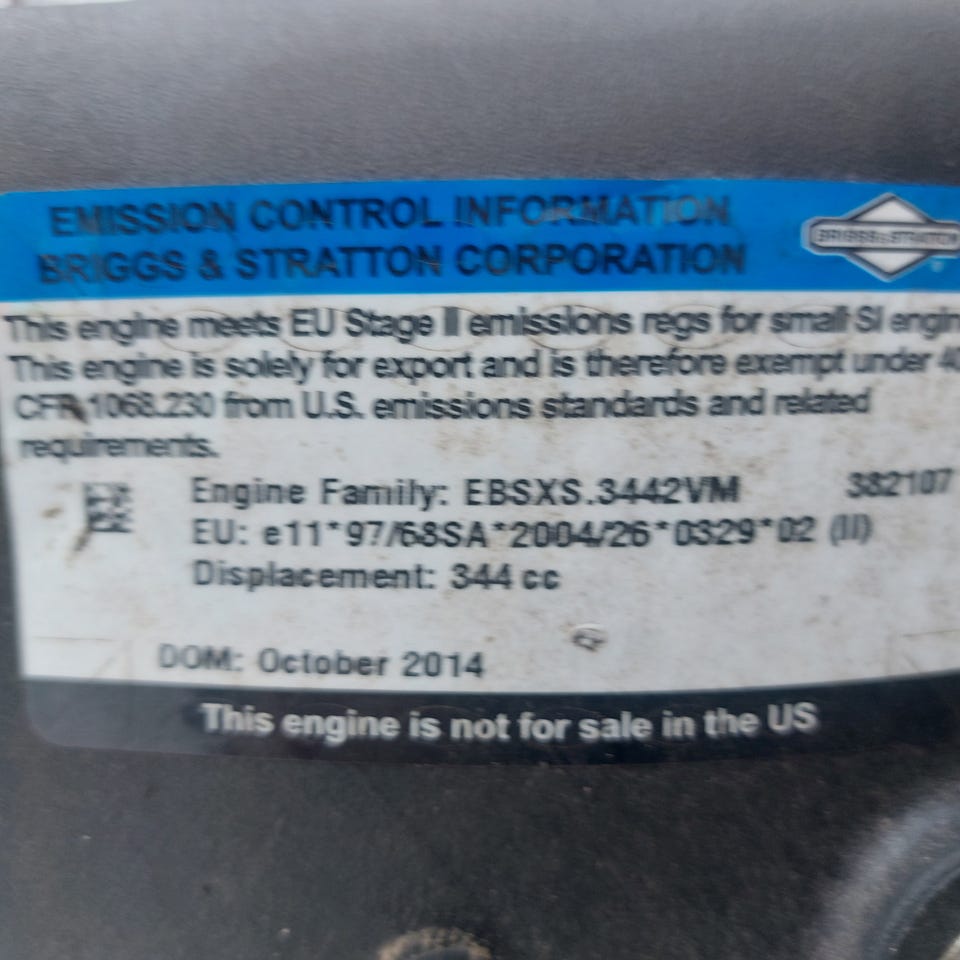 EMISSION CONTROL INFORMATION
BRIGGS & STRATTON CORPORATION
BRIGGS & STRATTON
This engine meets EU Stage II emissions regs for small SI engin
This engine is solely for export and is therefore exempt under 40
CFR 1068.230 from U.S. emissions standards and related
requirements.
Engine Family: EBSXS.3442VM 382107
EU: e11*97/68SA*2004/26*0329*02 (II)
Displacement: 344 cc
DOM: October 2014
This engine is not for sale in the US